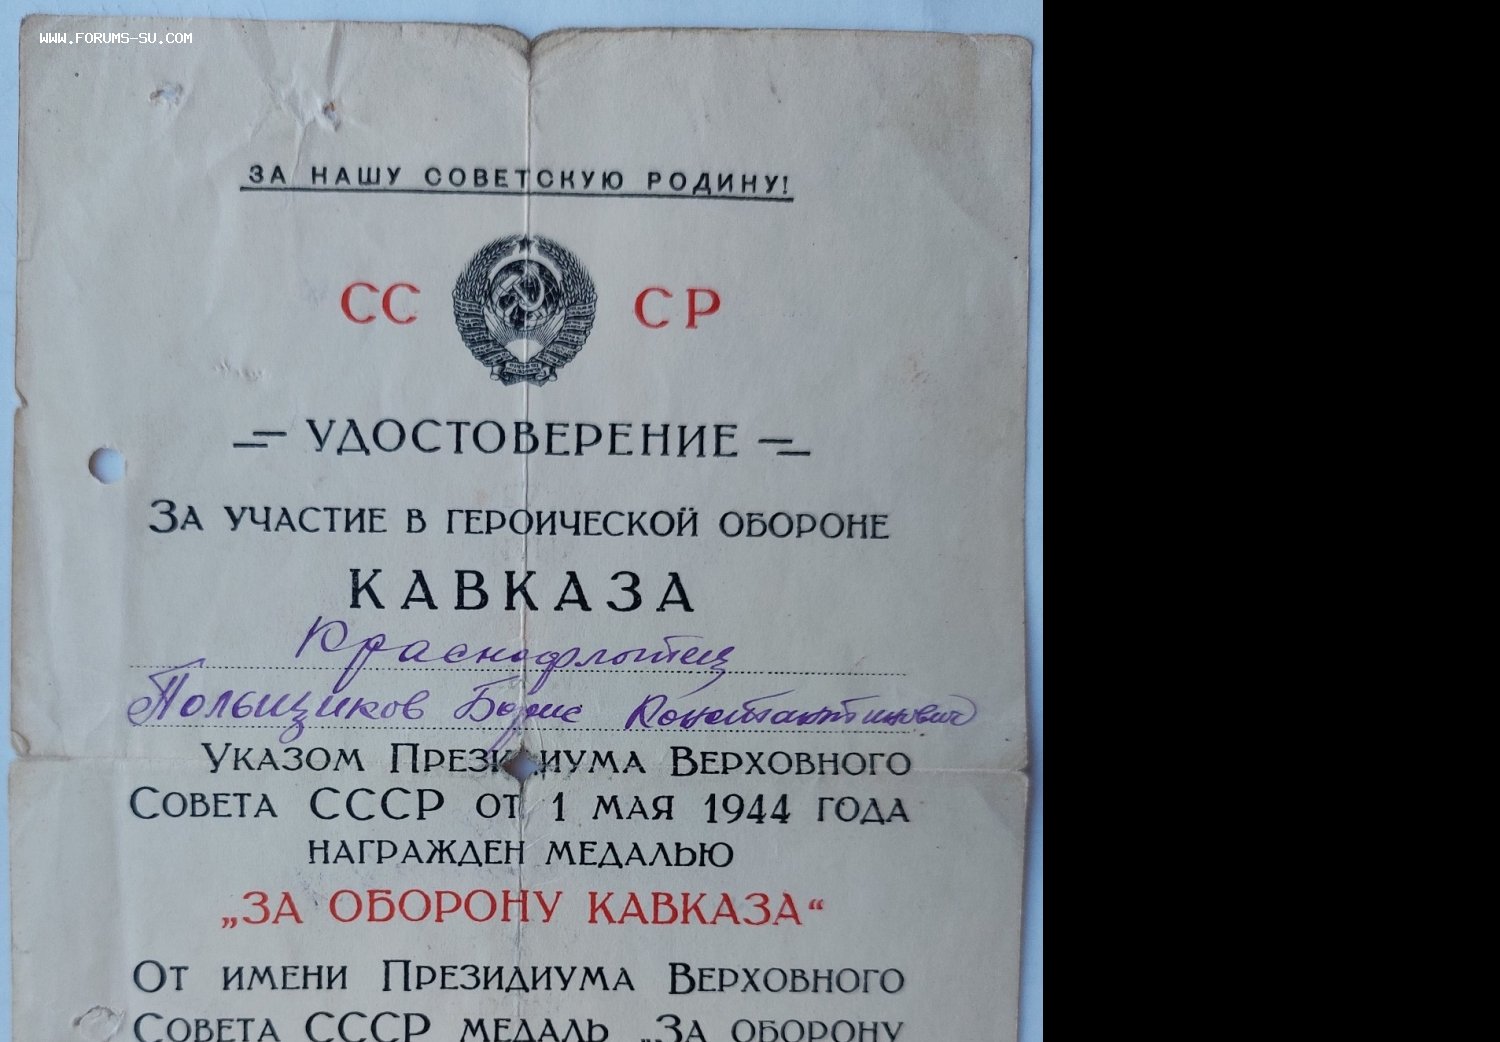 WWW.FORUMS-SU.COM
ЗА НАШУ СОВЕТСКУЮ РОДИНУ!
СС СР
УДОСТОВЕРЕНИЕ
ЗА УЧАСТИЕ В ГЕРОИЧЕСКОЙ ОБОРОНЕ
КАВКАЗА
Краснофлотец
Польщиков Борис Константинович
УКАЗОМ ПРЕЗИДИУМА ВЕРХОВНОГО
СОВЕТА СССР ОТ 1 МАЯ 1944 ГОДА
НАГРАЖДЕН МЕДАЛЬЮ
„ЗА ОБОРОНУ КАВКАЗА“
ОТ ИМЕНИ ПРЕЗИДИУМА ВЕРХОВНОГО
СОВЕТА СССР МЕДАЛЬ „ЗА ОБОРОНУ